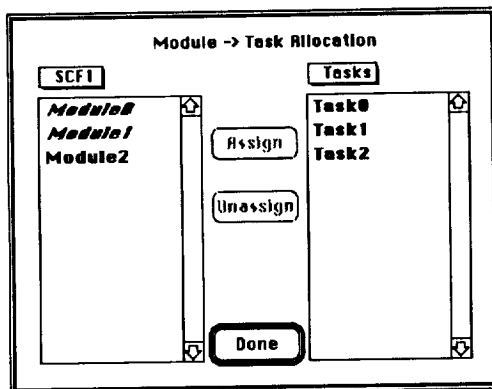 Module -> Task Allocation
SCF1
Tasks
Module0
Module1
Module2
Assign
Unassign
Task0
Task1
Task2
Done